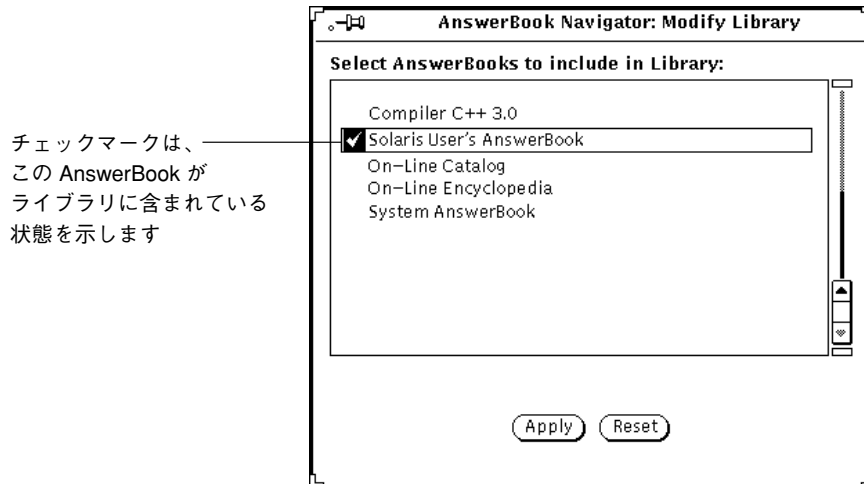 AnswerBook Navigator: Modify Library
Select AnswerBooks to include in Library:
Compiler C++ 3.0
Solaris User's AnswerBook
On-Line Catalog
On-Line Encyclopedia
System AnswerBook
Apply
Reset
チェックマークは、
この AnswerBook が
ライブラリに含まれている
状態を示します